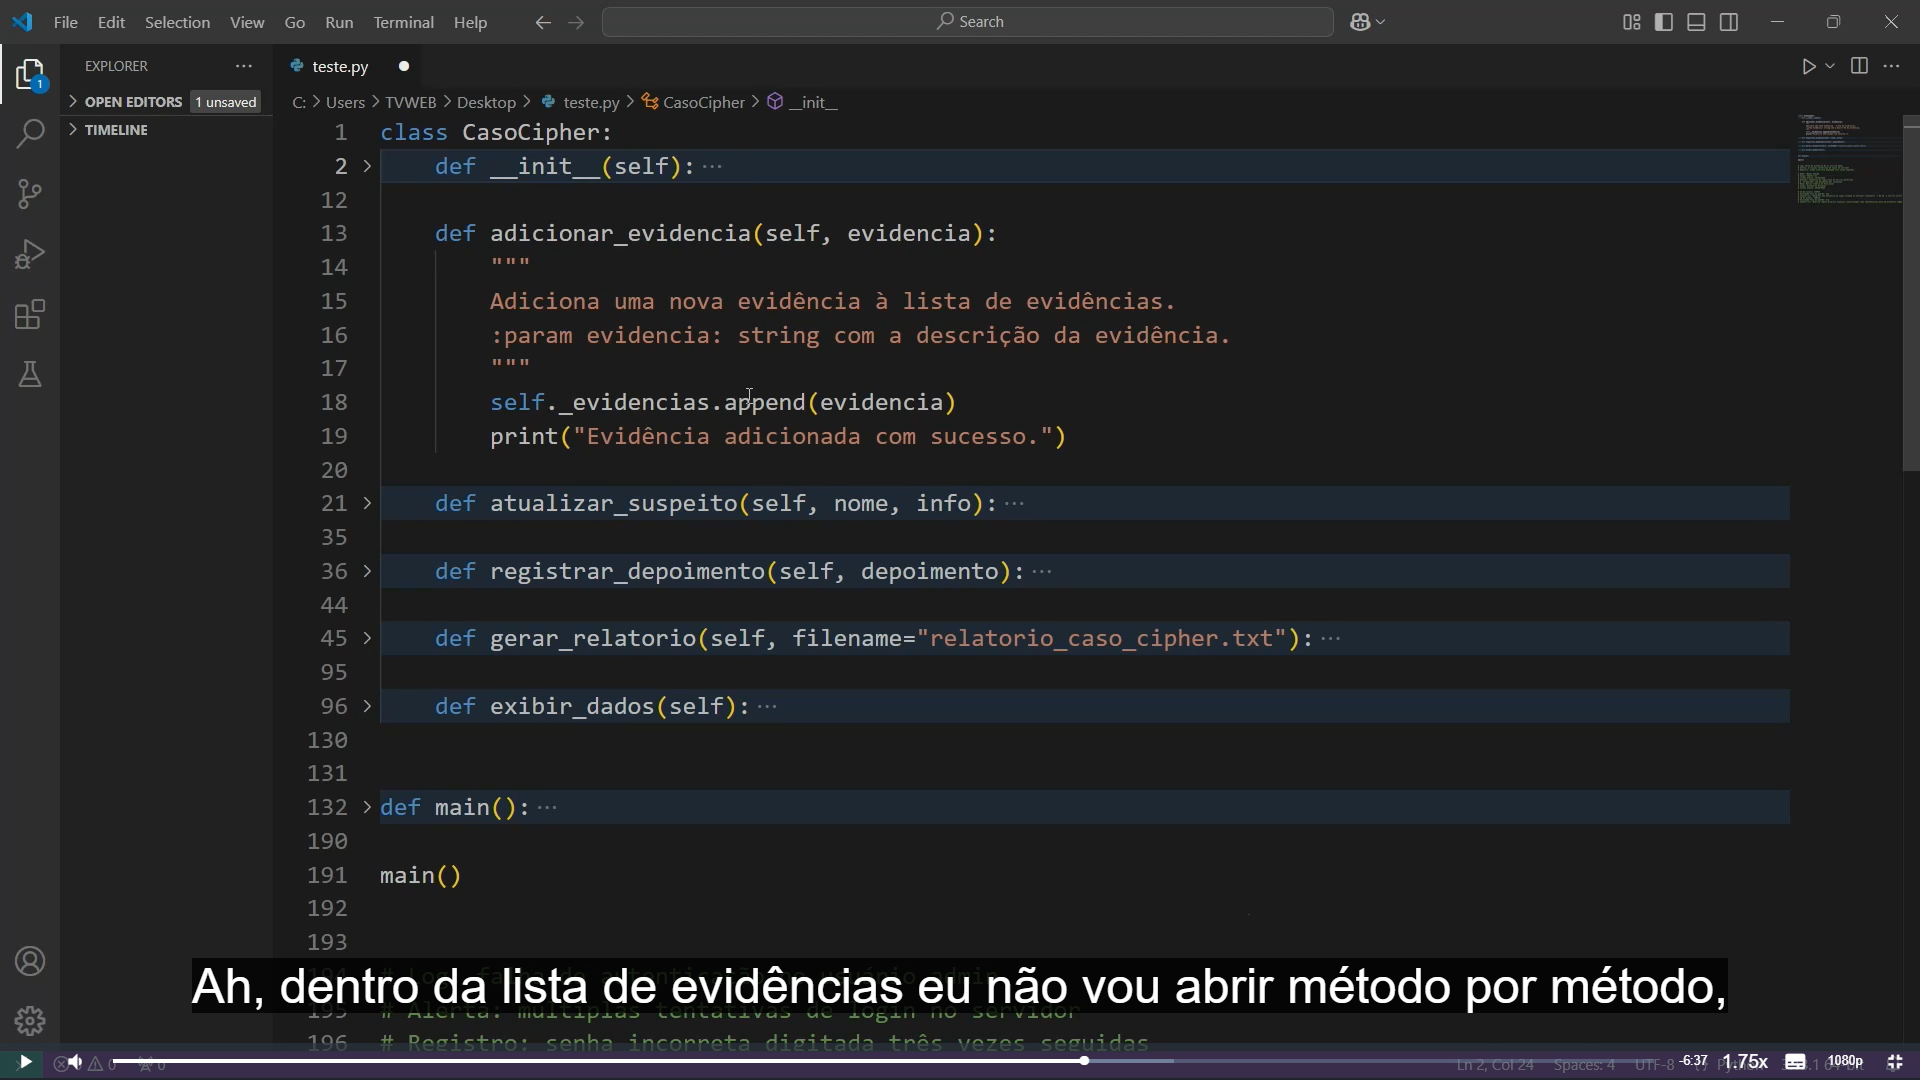 File Edit Selection View Go Run Terminal Help
Search
EXPLORER
teste.py
1
OPEN EDITORS 1 unsaved
C: > Users > TVWEB > Desktop > teste.py > CasoCipher > __init__
TIMELINE
1 class CasoCipher:
2 def __init__(self): ...
12
13 def adicionar_evidencia(self, evidencia):
14 """
15 Adiciona uma nova evidência à lista de evidências.
16 :param evidencia: string com a descrição da evidência.
17 """
18 self._evidencias.append(evidencia)
19 print("Evidência adicionada com sucesso.")
20
21 def atualizar_suspeito(self, nome, info): ...
35
36 def registrar_depoimento(self, depoimento): ...
44
45 def gerar_relatorio(self, filename="relatorio_caso_cipher.txt"): ...
95
96 def exibir_dados(self): ...
130
131
132 def main(): ...
190
191 main()
192
193
Ah, dentro da lista de evidências eu não vou abrir método por método,
195 # Alerta: múltiplas tentativas de login no servidor
196 # Registro: senha incorreta digitada três vezes seguidas
0 0 Ln 2, Col 24 Spaces: 4 UTF-8
-6:37 1.75x 1080p